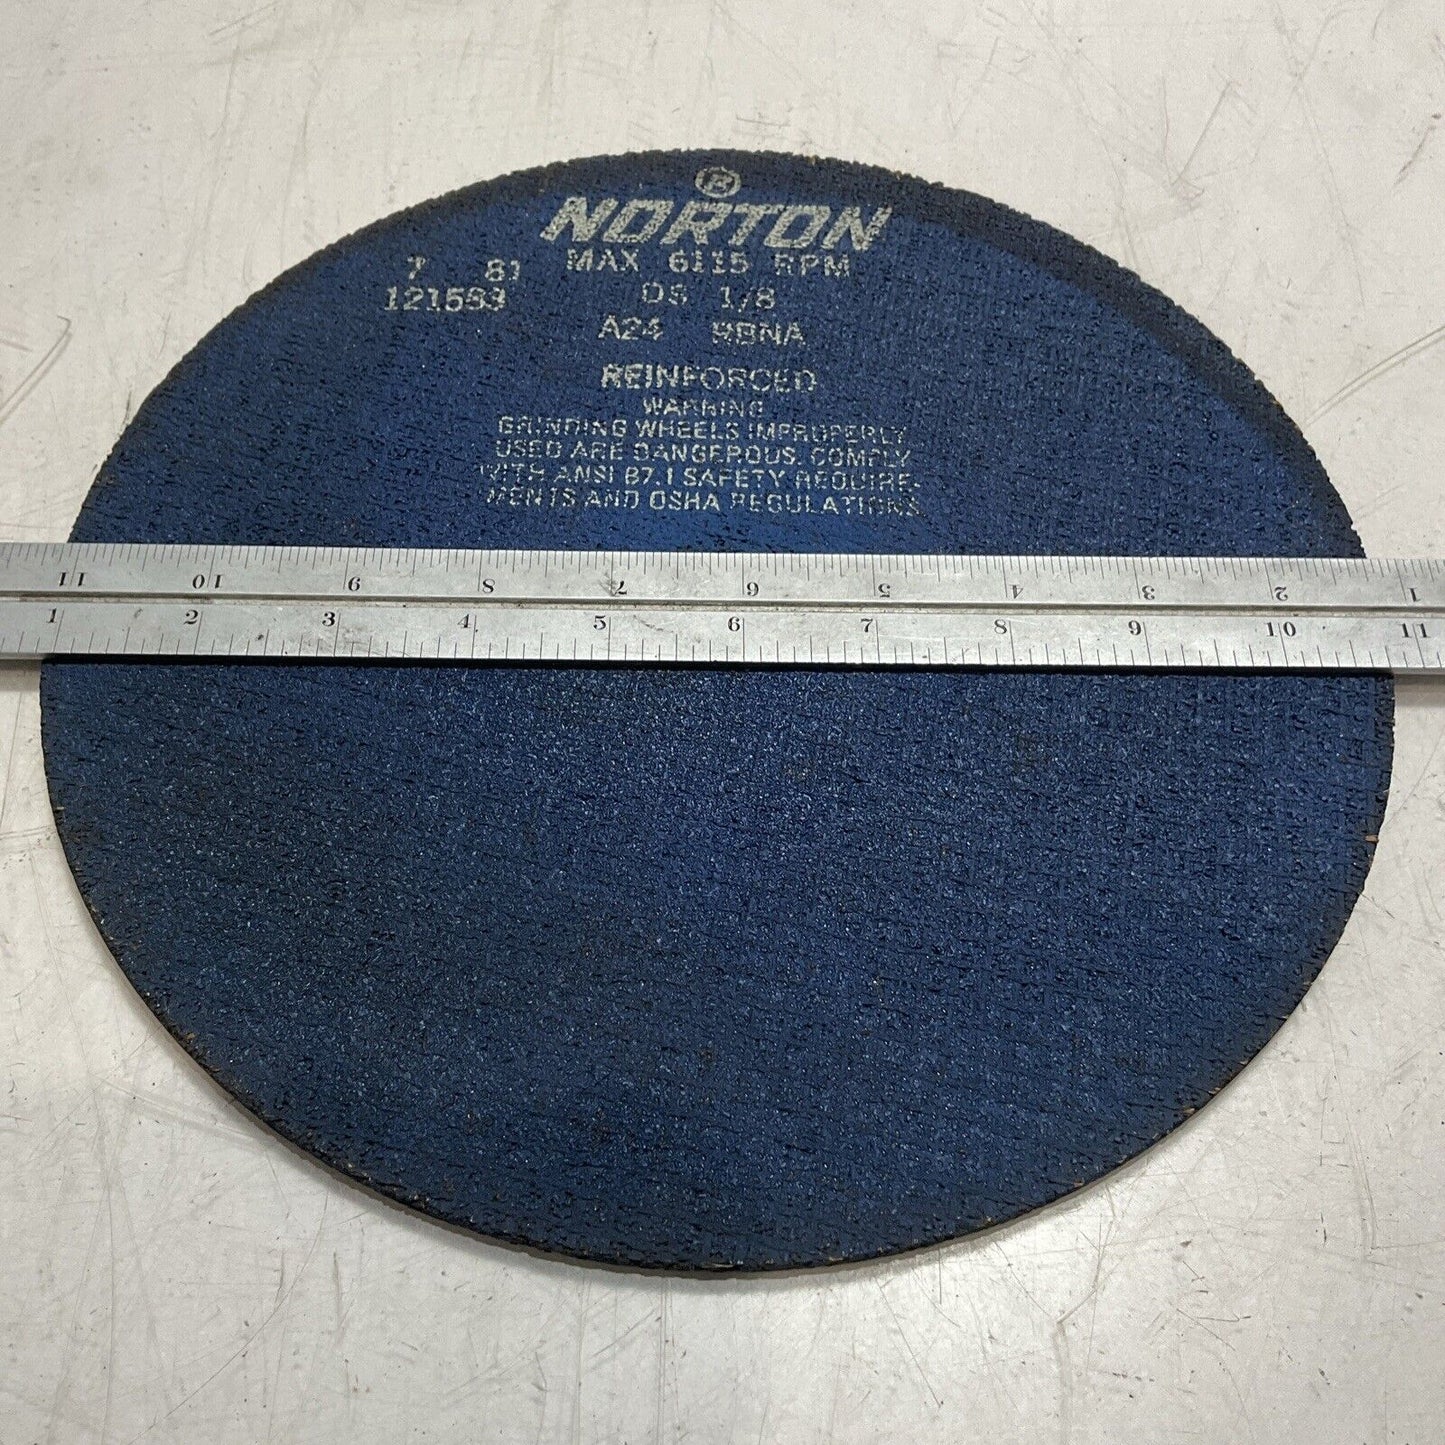 ®
NORTON
7 81 MAX 6115 RPM
121553 DS 1/8
A24 RBNA
REINFORCED
WARNING
GRINDING WHEELS IMPROPERLY
USED ARE DANGEROUS. COMPLY
WITH ANSI B7.1 SAFETY REQUIRE-
MENTS AND OSHA REGULATIONS
11 10 9 8 7 6 5 4 3 2 1
1 2 3 4 5 6 7 8 9 10 11